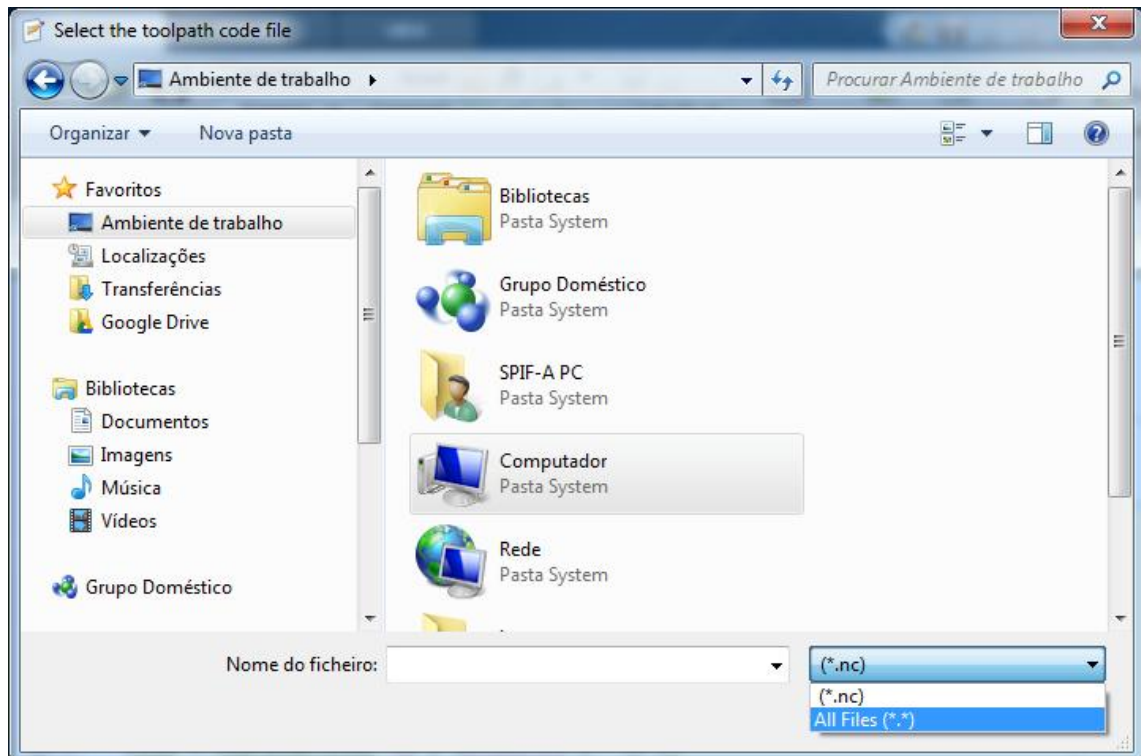 Select the toolpath code file
Ambiente de trabalho
Procurar Ambiente de trabalho
Organizar
Nova pasta
Favoritos
Ambiente de trabalho
Localizações
Transferências
Google Drive
Bibliotecas
Documentos
Imagens
Música
Vídeos
Grupo Doméstico
Bibliotecas
Pasta System
Grupo Doméstico
Pasta System
SPIF-A PC
Pasta System
Computador
Pasta System
Rede
Pasta System
Nome do ficheiro:
(*.nc)
(*.nc)
All Files (*.*)